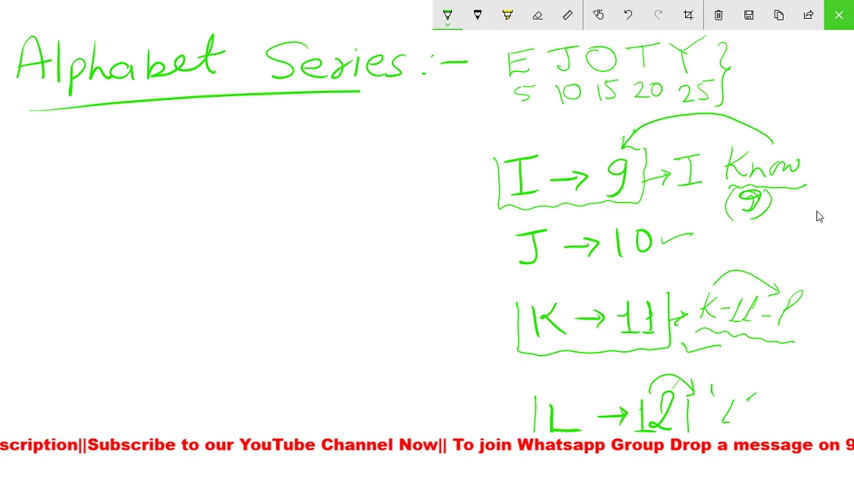 Alphabet Series :-
E J O T Y }
5 10 15 20 25 }
I → 9 → I Know
(9)
J → 10 ✓
K → 11 → K-11-P
L → 12
scription||Subscribe to our YouTube Channel Now|| To join Whatsapp Group Drop a message on 9